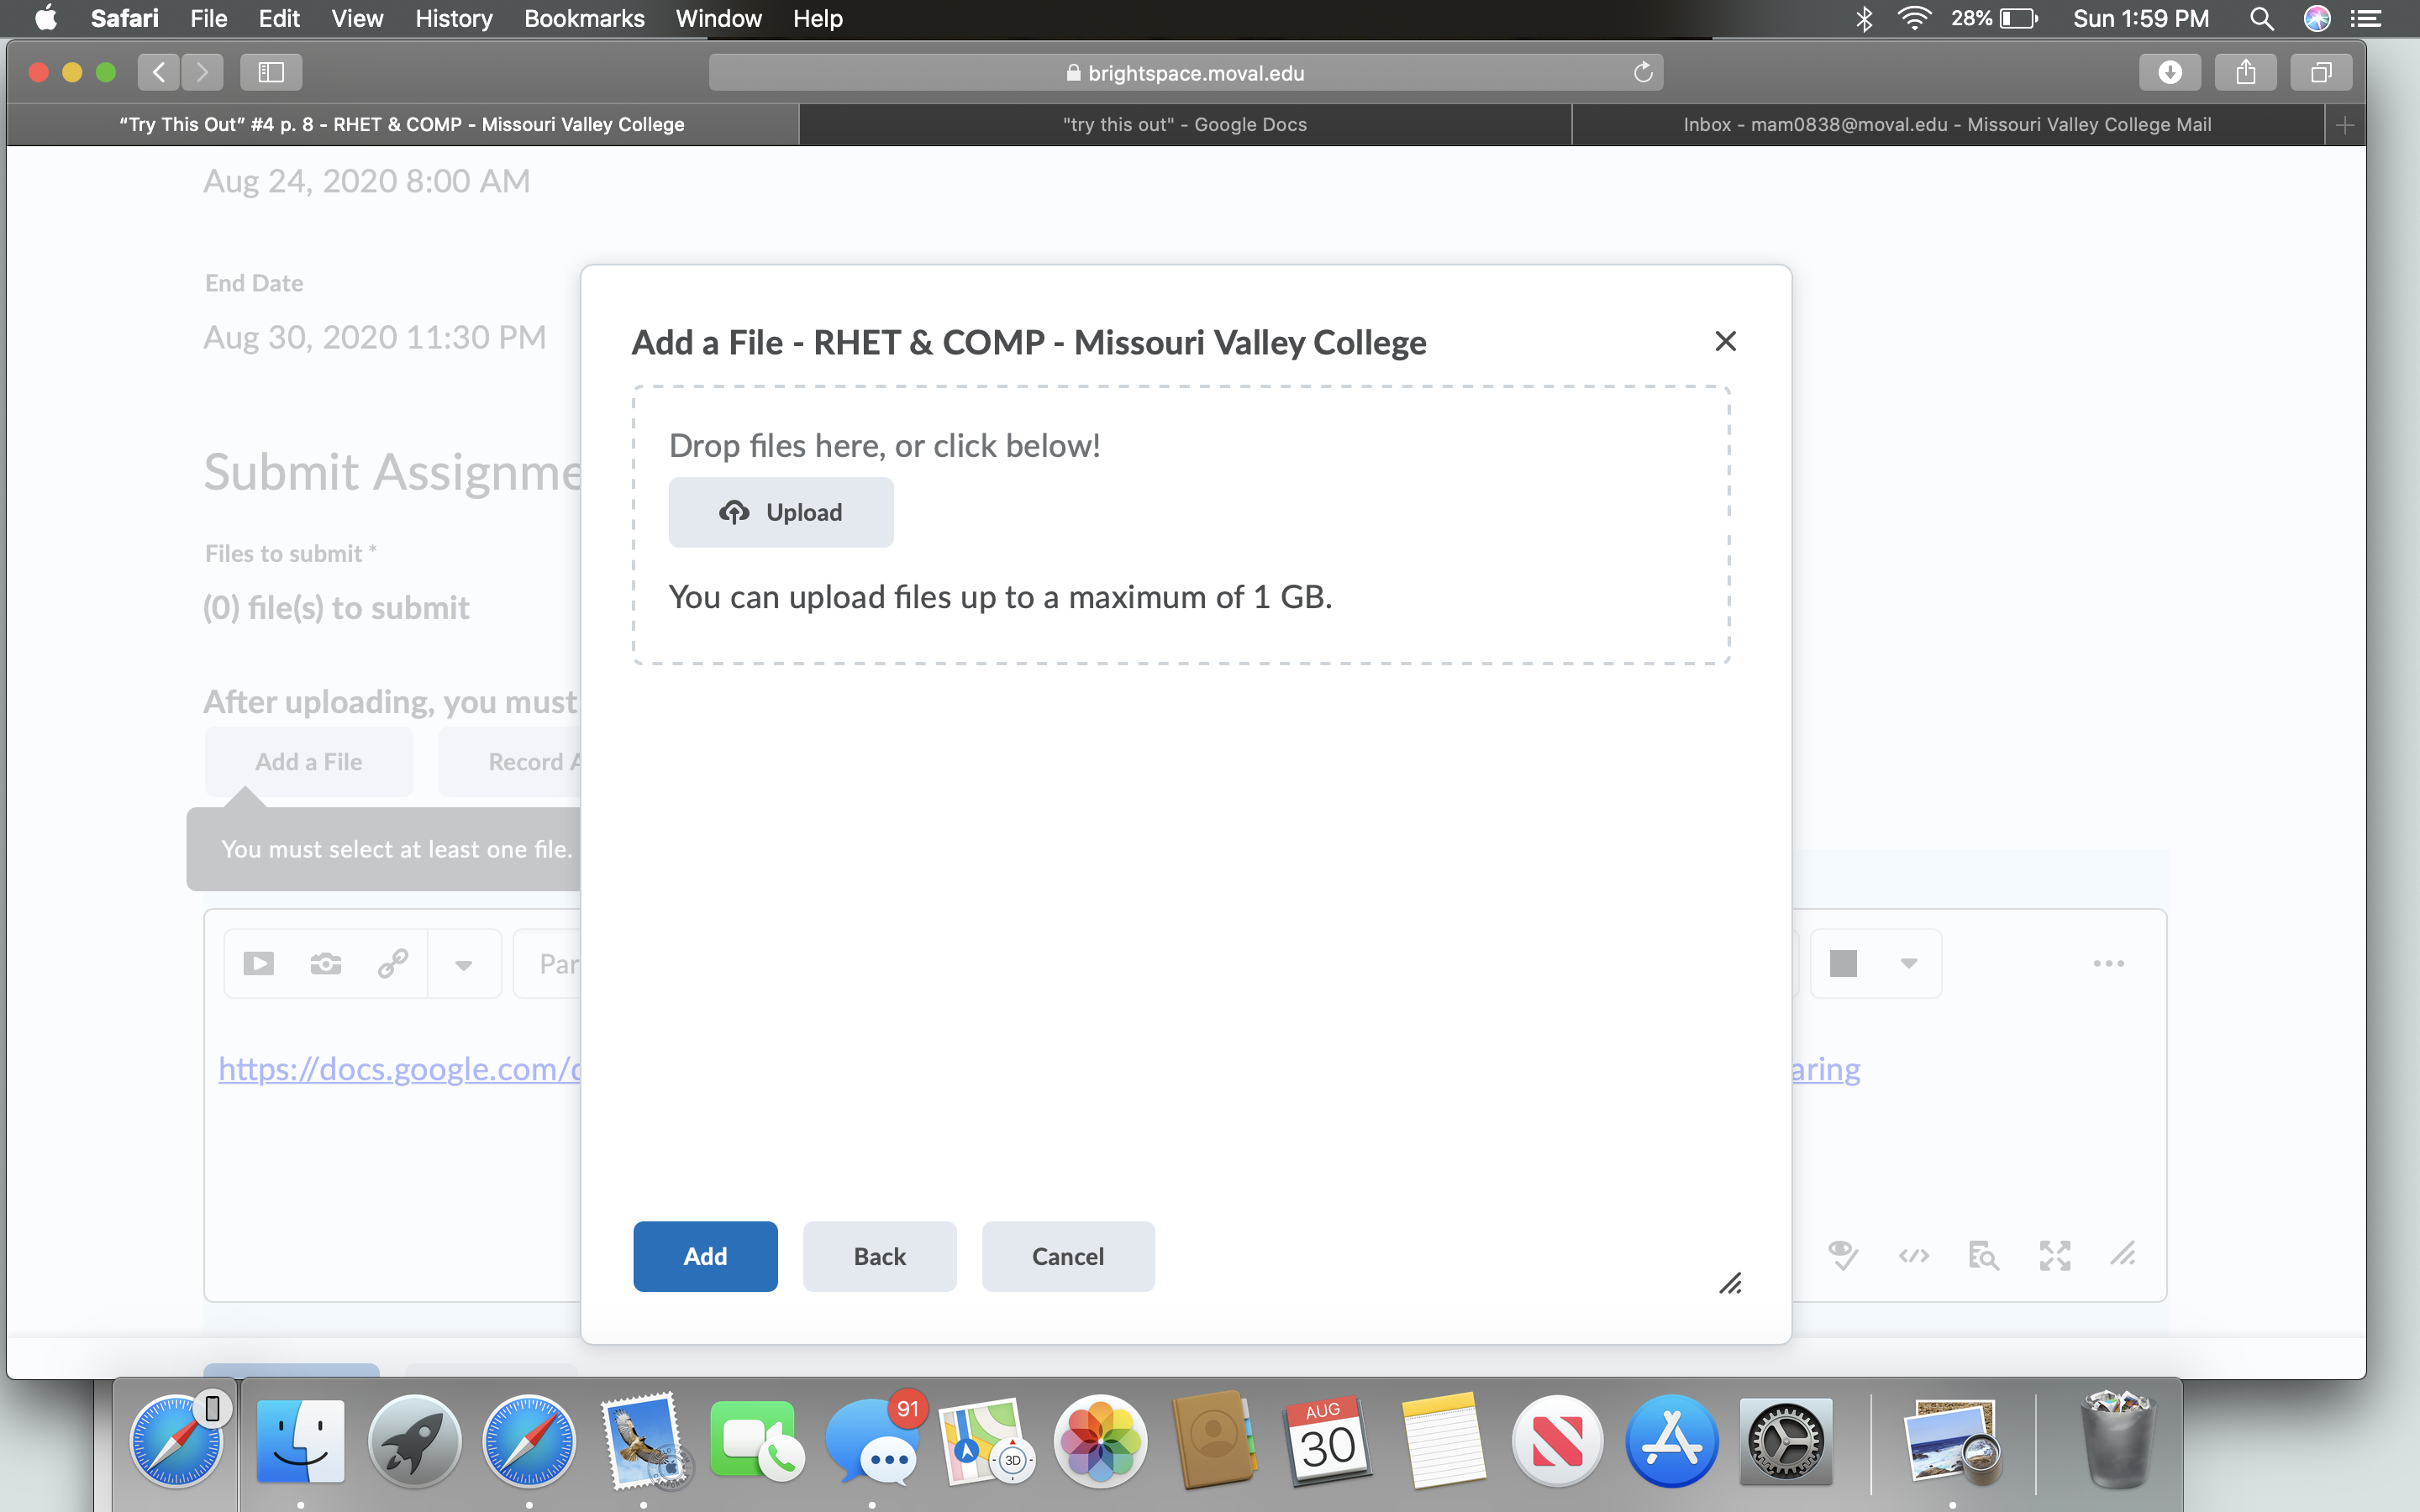 Safari File Edit View History Bookmarks Window Help 28% Sun 1:59 PM
brightspace.moval.edu
“Try This Out” #4 p. 8 - RHET & COMP - Missouri Valley College
"try this out" - Google Docs
Inbox - mam0838@moval.edu - Missouri Valley College Mail
Aug 24, 2020 8:00 AM
End Date
Aug 30, 2020 11:30 PM
Submit Assignme
Files to submit *
(0) file(s) to submit
After uploading, you must
Add a File
Record A
You must select at least one file.
Par
https://docs.google.com/d
aring
Add a File - RHET & COMP - Missouri Valley College
Drop files here, or click below!
Upload
You can upload files up to a maximum of 1 GB.
Add Back Cancel
91
3D
AUG
30